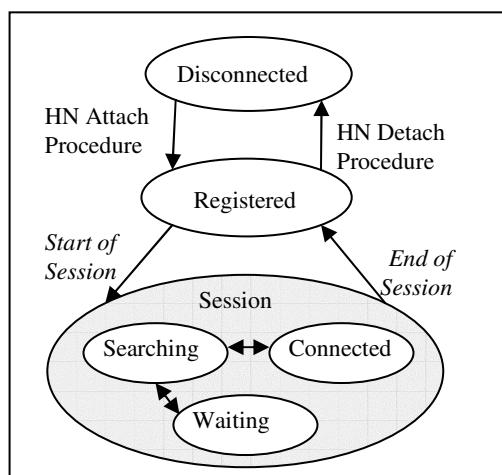 Disconnected
HN Attach
Procedure
HN Detach
Procedure
Registered
Start of
Session
End of
Session
Session
Searching
Connected
Waiting